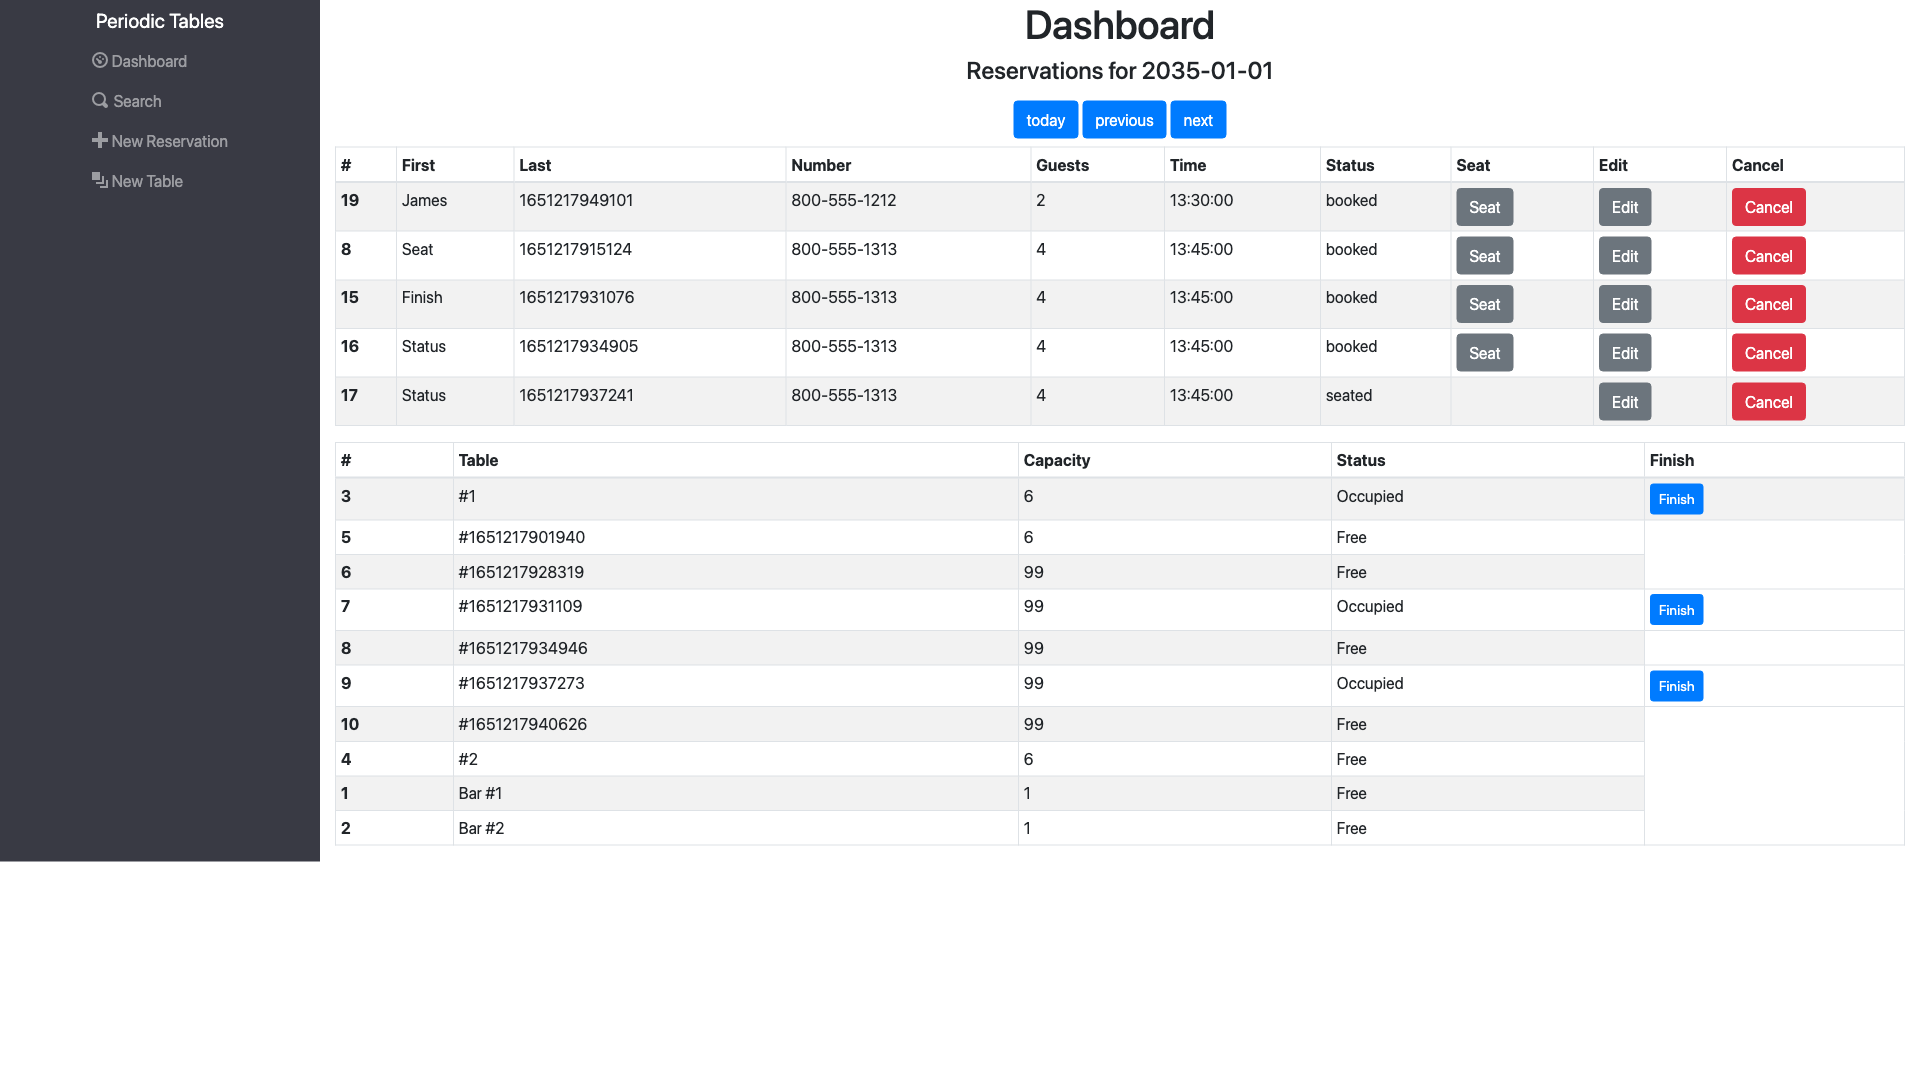 Periodic Tables
Dashboard
Search
New Reservation
New Table
Dashboard
Reservations for 2035-01-01
today previous next
# First Last Number Guests Time Status Seat Edit Cancel
19 James 1651217949101 800-555-1212 2 13:30:00 booked Seat Edit Cancel
8 Seat 1651217915124 800-555-1313 4 13:45:00 booked Seat Edit Cancel
15 Finish 1651217931076 800-555-1313 4 13:45:00 booked Seat Edit Cancel
16 Status 1651217934905 800-555-1313 4 13:45:00 booked Seat Edit Cancel
17 Status 1651217937241 800-555-1313 4 13:45:00 seated Edit Cancel
# Table Capacity Status Finish
3 #1 6 Occupied Finish
5 #1651217901940 6 Free
6 #1651217928319 99 Free
7 #1651217931109 99 Occupied Finish
8 #1651217934946 99 Free
9 #1651217937273 99 Occupied Finish
10 #1651217940626 99 Free
4 #2 6 Free
1 Bar #1 1 Free
2 Bar #2 1 Free